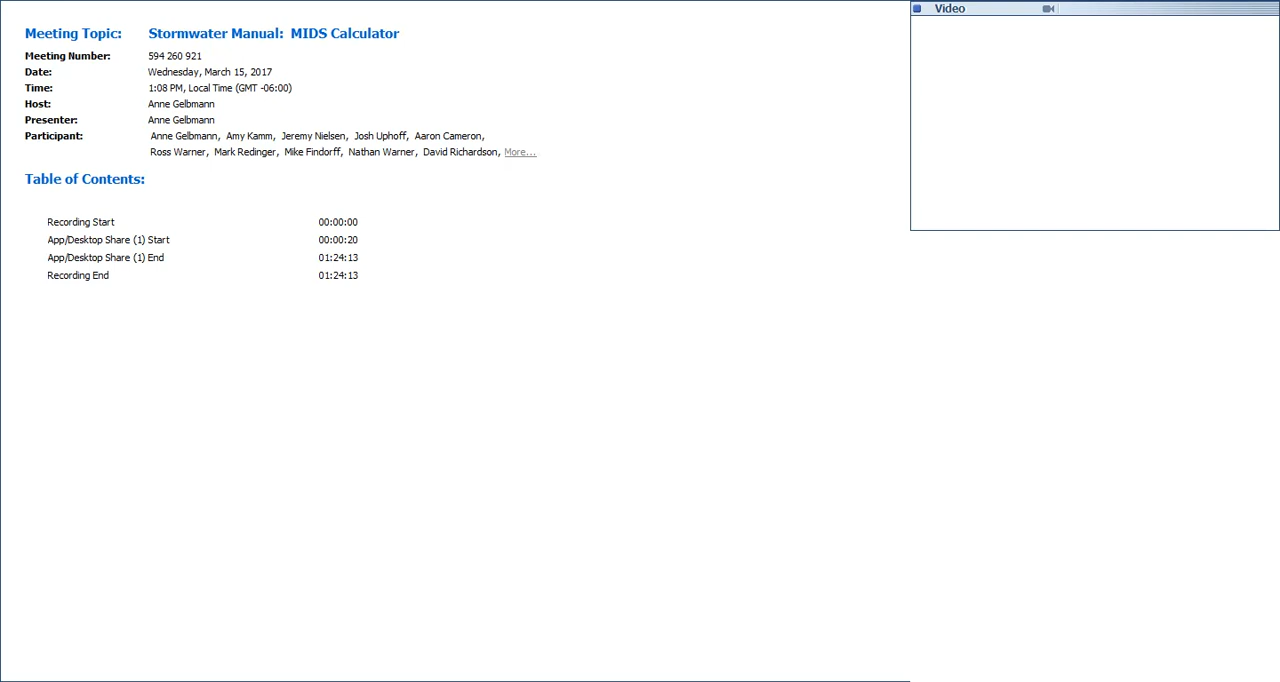 Meeting Topic: Stormwater Manual: MIDS Calculator
Meeting Number: 594 260 921
Date: Wednesday, March 15, 2017
Time: 1:08 PM, Local Time (GMT -06:00)
Host: Anne Gelbmann
Presenter: Anne Gelbmann
Participant: Anne Gelbmann, Amy Kamm, Jeremy Nielsen, Josh Uphoff, Aaron Cameron,
Ross Warner, Mark Redinger, Mike Findorff, Nathan Warner, David Richardson, More...
Table of Contents:
Recording Start 00:00:00
App/Desktop Share (1) Start 00:00:20
App/Desktop Share (1) End 01:24:13
Recording End 01:24:13
Video